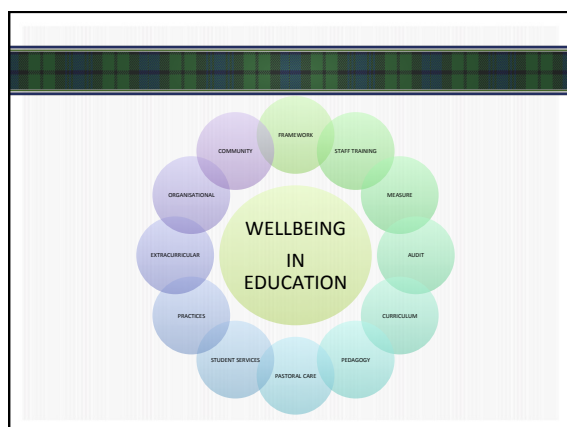 WELLBEING
IN
EDUCATION
FRAMEWORK
STAFF TRAINING
MEASURE
AUDIT
CURRICULUM
PEDAGOGY
PASTORAL CARE
STUDENT SERVICES
PRACTICES
EXTRACURRICULAR
ORGANISATIONAL
COMMUNITY